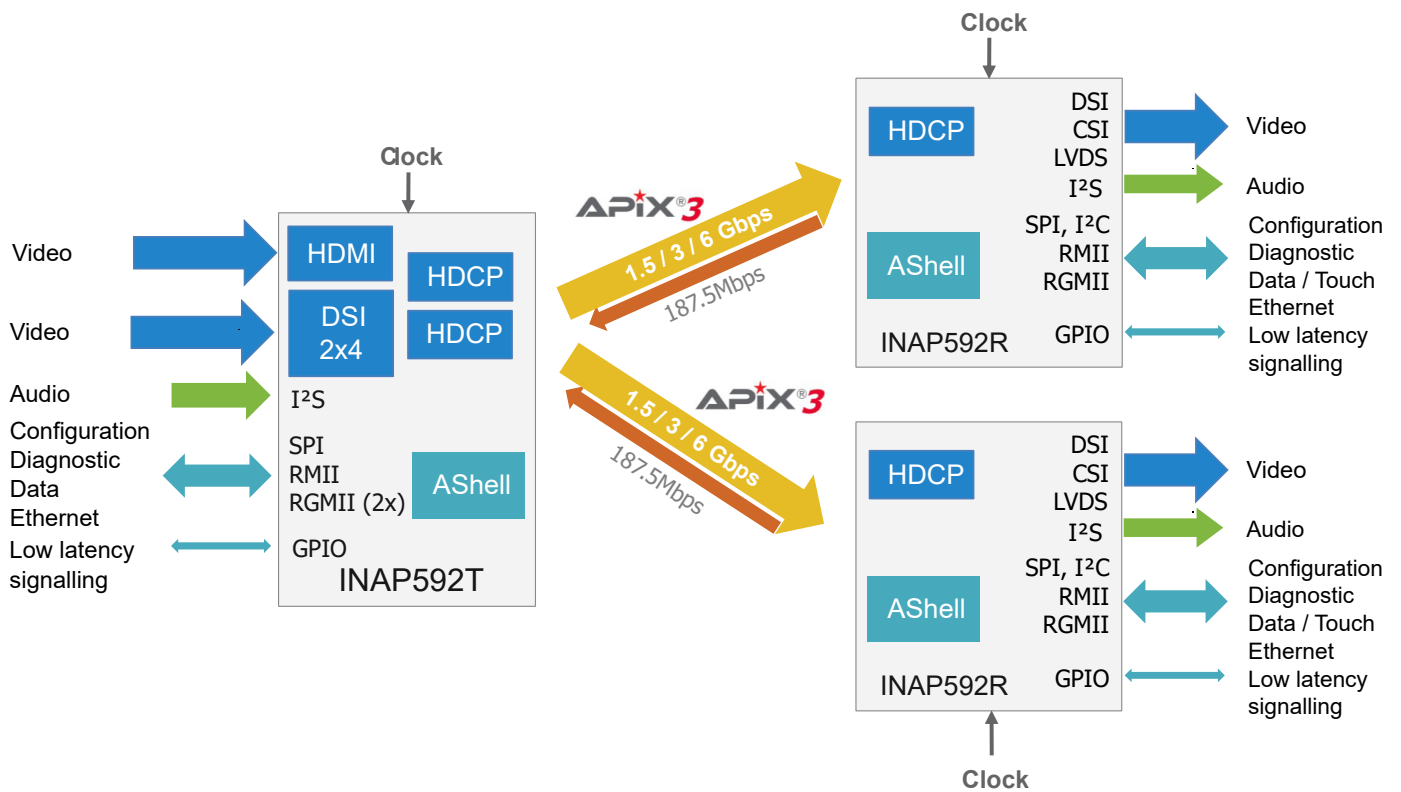 Clock
HDMI
HDCP
DSI
2x4
HDCP
I²S
SPI
RMII
RGMII (2x)
AShell
GPIO
INAP592T
Video
Video
Audio
Configuration
Diagnostic
Data
Ethernet
Low latency
signalling
APIX®3
1.5 / 3 / 6 Gbps
187.5Mbps
APIX®3
1.5 / 3 / 6 Gbps
187.5Mbps
Clock
HDCP
AShell
INAP592R
DSI
CSI
LVDS
I²S
SPI, I²C
RMII
RGMII
GPIO
Video
Audio
Configuration
Diagnostic
Data / Touch
Ethernet
Low latency
signalling
HDCP
AShell
INAP592R
DSI
CSI
LVDS
I²S
SPI, I²C
RMII
RGMII
GPIO
Video
Audio
Configuration
Diagnostic
Data / Touch
Ethernet
Low latency
signalling
Clock